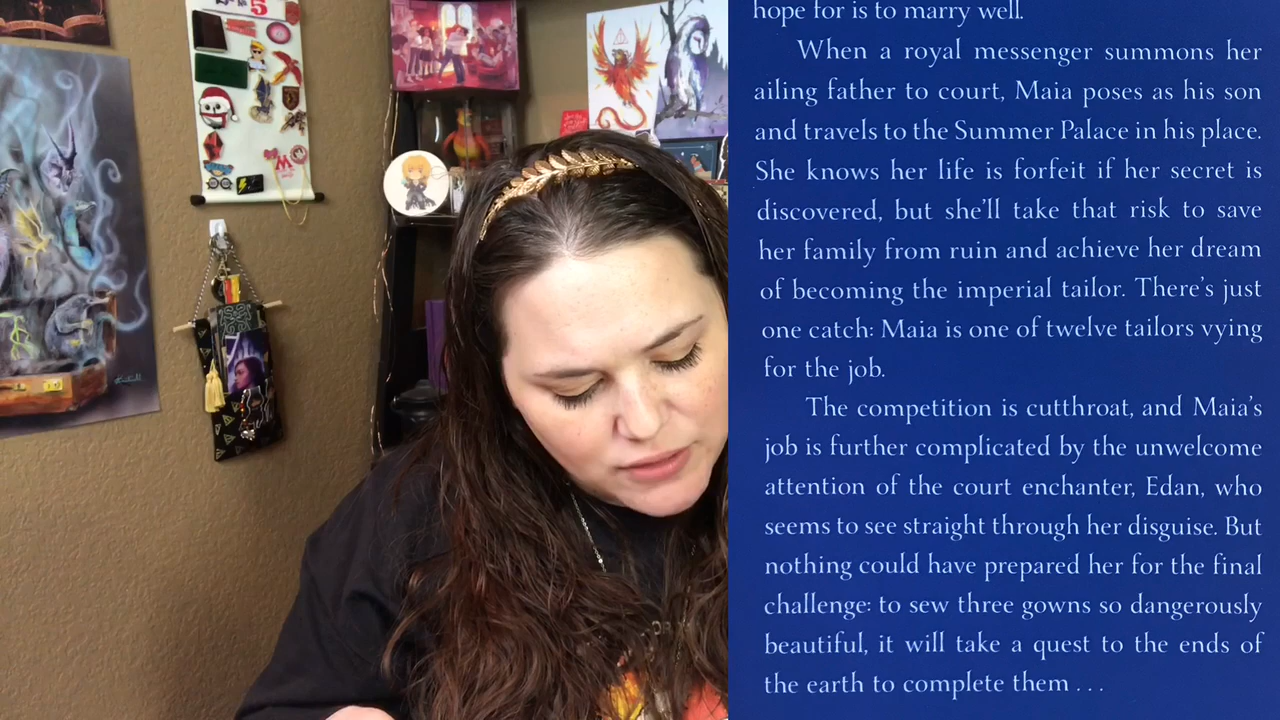 hope for is to marry well.
When a royal messenger summons her
ailing father to court, Maia poses as his son
and travels to the Summer Palace in his place.
She knows her life is forfeit if her secret is
discovered, but she'll take that risk to save
her family from ruin and achieve her dream
of becoming the imperial tailor. There's just
one catch: Maia is one of twelve tailors vying
for the job.
The competition is cutthroat, and Maia's
job is further complicated by the unwelcome
attention of the court enchanter, Edan, who
seems to see straight through her disguise. But
nothing could have prepared her for the final
challenge: to sew three gowns so dangerously
beautiful, it will take a quest to the ends of
the earth to complete them . . .